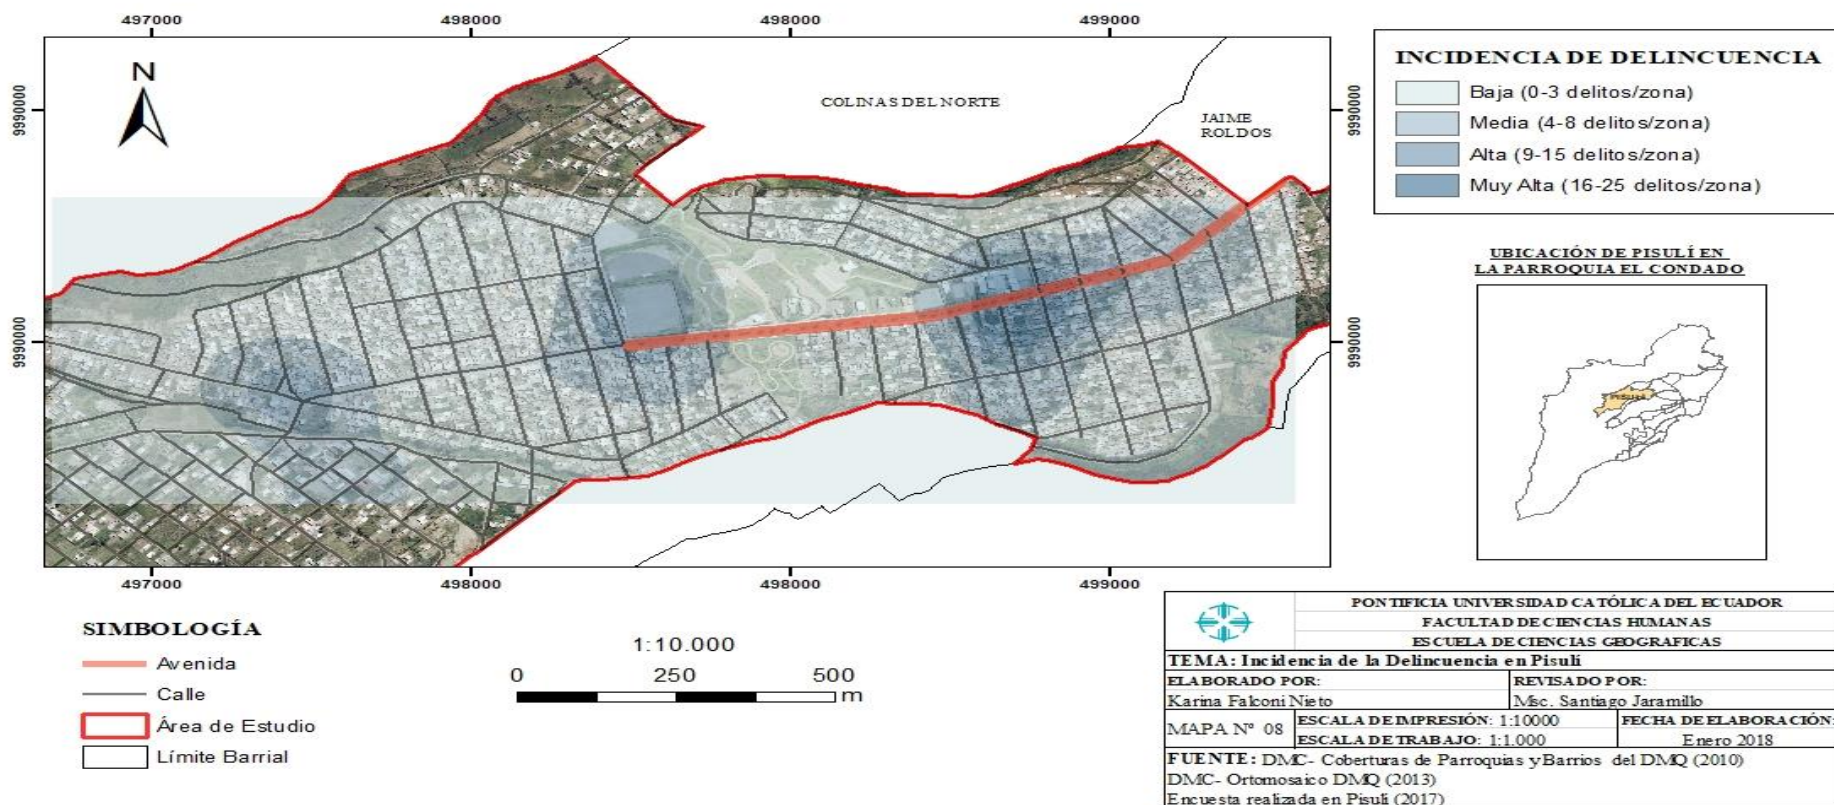 497000 498000 498000 499000
N
9990000
9990000
COLINAS DEL NORTE
JAIME
ROLDOS
9990000
9990000
497000 498000 498000 499000
INCIDENCIA DE DELINCUENCIA
Baja (0-3 delitos/zona)
Media (4-8 delitos/zona)
Alta (9-15 delitos/zona)
Muy Alta (16-25 delitos/zona)
UBICACIÓN DE PISULÍ EN
LA PARROQUIA EL CONDADO
PISULÍ
SIMBOLOGÍA
Avenida
Calle
Área de Estudio
Límite Barrial
1:10.000
0 250 500
m
PONTIFICIA UNIVERSIDAD CATÓLICA DEL ECUADOR
FACULTAD DE CIENCIAS HUMANAS
ESCUELA DE CIENCIAS GEOGRAFICAS
TEMA: Incidencia de la Delincuencia en Pisulí
ELABORADO POR: REVISADO POR:
Karina Falconi Nieto Msc. Santiago Jaramillo
MAPA Nº 08 ESCALA DE IMPRESIÓN: 1:10000 FECHA DE ELABORACIÓN:
ESCALA DE TRABAJO: 1:1.000 Enero 2018
FUENTE: DMC- Coberturas de Parroquias y Barrios del DMQ (2010)
DMC- Ortomosaico DMQ (2013)
Encuesta realizada en Pisulí (2017)